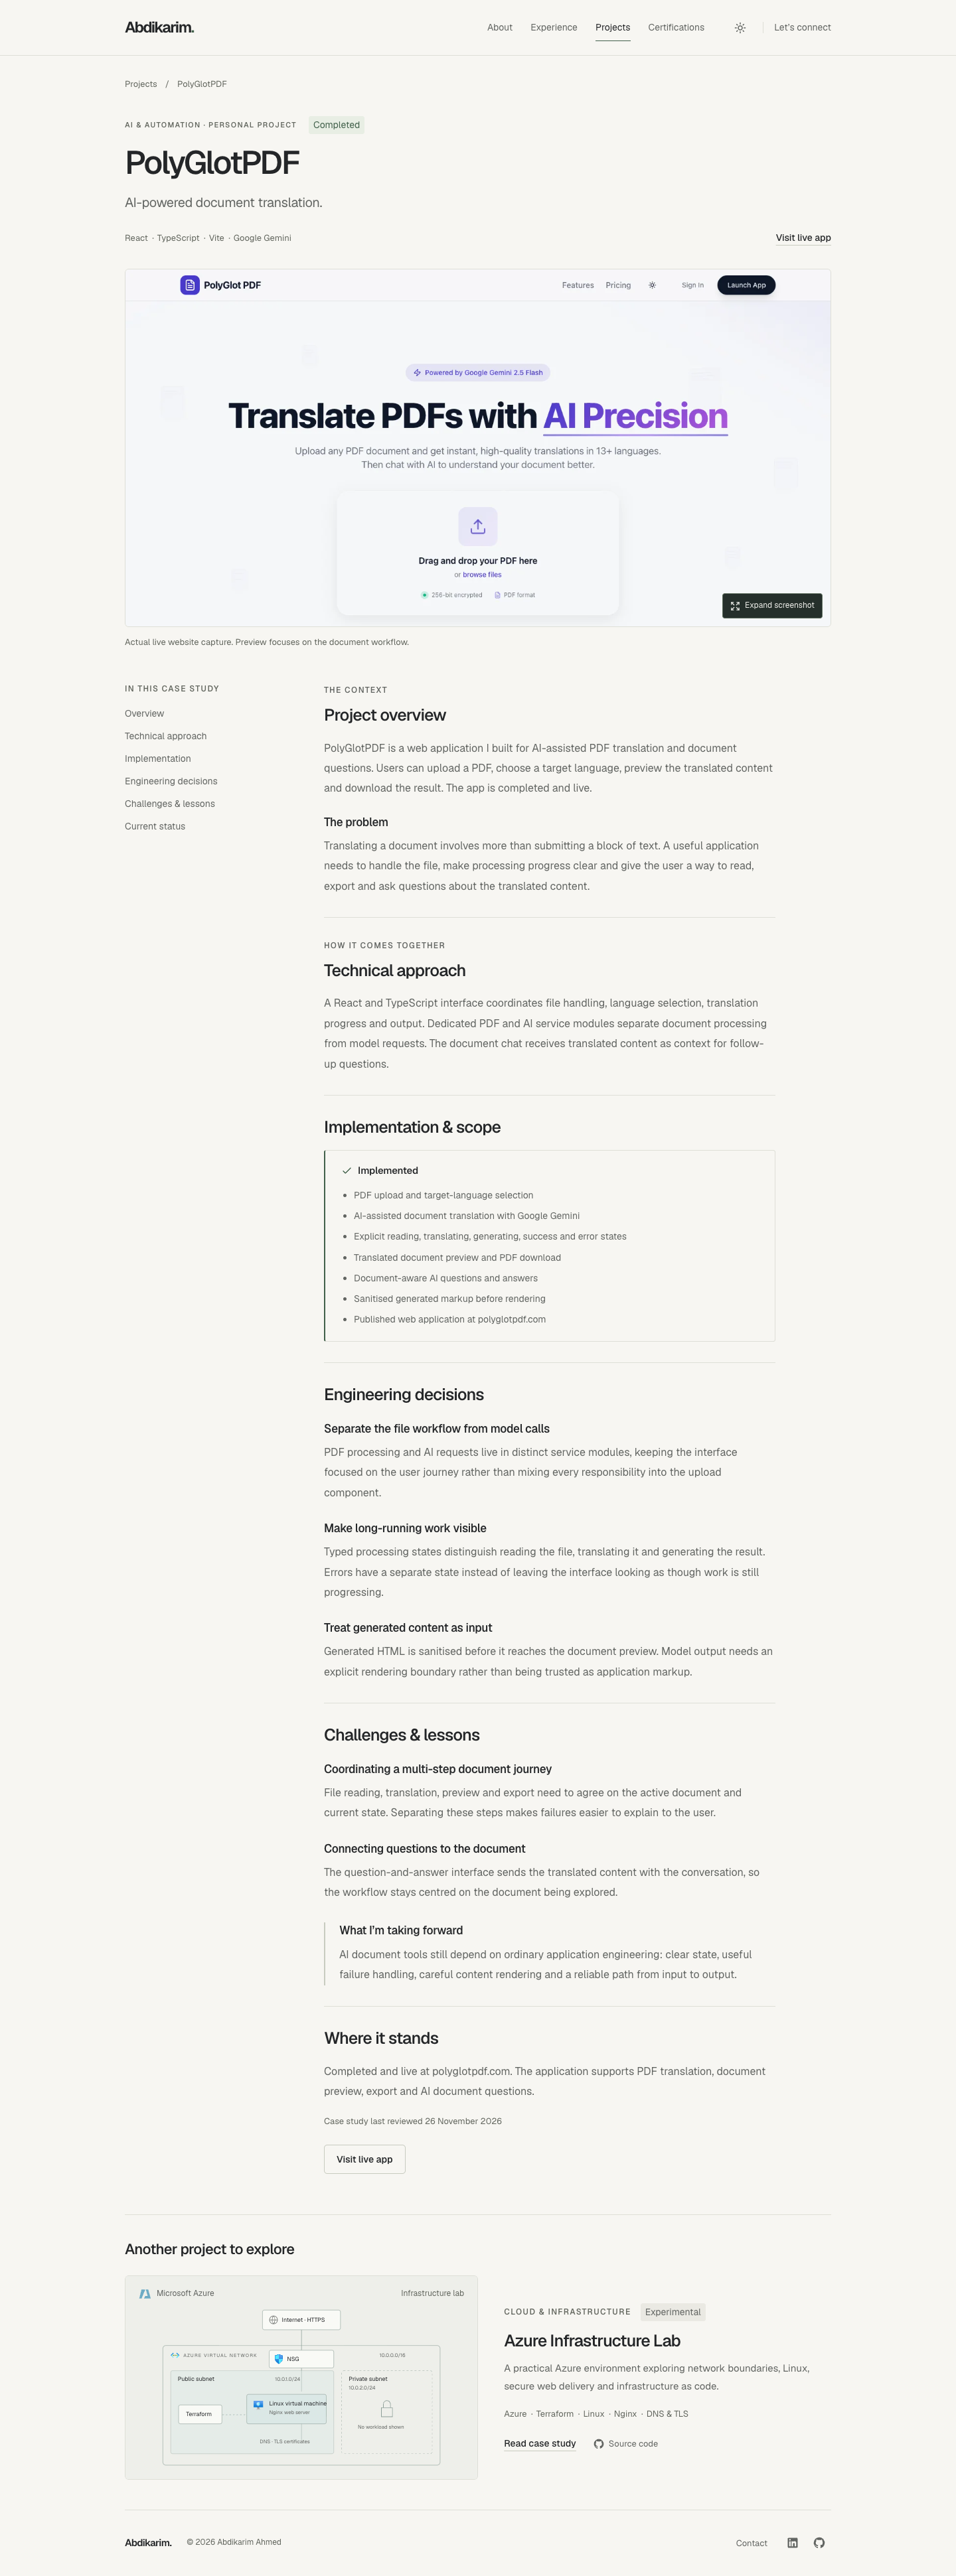 Abdikarim.
About
Experience
Projects
Certifications
Let's connect
Projects / PolyGlotPDF
AI & AUTOMATION · PERSONAL PROJECT
Completed
PolyGlotPDF
AI-powered document translation.
React · TypeScript · Vite · Google Gemini
Visit live app
PolyGlot PDF
Features
Pricing
Sign In
Launch App
Powered by Google Gemini 2.5 Flash
Translate PDFs with AI Precision
Upload any PDF document and get instant, high-quality translations in 13+ languages.
Then chat with AI to understand your document better.
Drag and drop your PDF here
or browse files
256-bit encrypted
PDF format
Expand screenshot
Actual live website capture. Preview focuses on the document workflow.
IN THIS CASE STUDY
Overview
Technical approach
Implementation
Engineering decisions
Challenges & lessons
Current status
THE CONTEXT
Project overview
PolyGlotPDF is a web application I built for AI-assisted PDF translation and document
questions. Users can upload a PDF, choose a target language, preview the translated content
and download the result. The app is completed and live.
The problem
Translating a document involves more than submitting a block of text. A useful application
needs to handle the file, make processing progress clear and give the user a way to read,
export and ask questions about the translated content.
HOW IT COMES TOGETHER
Technical approach
A React and TypeScript interface coordinates file handling, language selection, translation
progress and output. Dedicated PDF and AI service modules separate document processing
from model requests. The document chat receives translated content as context for follow-
up questions.
Implementation & scope
Implemented
PDF upload and target-language selection
AI-assisted document translation with Google Gemini
Explicit reading, translating, generating, success and error states
Translated document preview and PDF download
Document-aware AI questions and answers
Sanitised generated markup before rendering
Published web application at polyglotpdf.com
Engineering decisions
Separate the file workflow from model calls
PDF processing and AI requests live in distinct service modules, keeping the interface
focused on the user journey rather than mixing every responsibility into the upload
component.
Make long-running work visible
Typed processing states distinguish reading the file, translating it and generating the result.
Errors have a separate state instead of leaving the interface looking as though work is still
progressing.
Treat generated content as input
Generated HTML is sanitised before it reaches the document preview. Model output needs an
explicit rendering boundary rather than being trusted as application markup.
Challenges & lessons
Coordinating a multi-step document journey
File reading, translation, preview and export need to agree on the active document and
current state. Separating these steps makes failures easier to explain to the user.
Connecting questions to the document
The question-and-answer interface sends the translated content with the conversation, so
the workflow stays centred on the document being explored.
What I'm taking forward
AI document tools still depend on ordinary application engineering: clear state, useful
failure handling, careful content rendering and a reliable path from input to output.
Where it stands
Completed and live at polyglotpdf.com. The application supports PDF translation, document
preview, export and AI document questions.
Case study last reviewed 26 November 2026
Visit live app
Another project to explore
Microsoft Azure
Infrastructure lab
Internet · HTTPS
AZURE VIRTUAL NETWORK
NSG
10.0.0.0/16
Public subnet
10.0.1.0/24
Private subnet
10.0.2.0/24
Terraform
Linux virtual machine
Nginx web server
No workload shown
DNS · TLS certificates
CLOUD & INFRASTRUCTURE
Experimental
Azure Infrastructure Lab
A practical Azure environment exploring network boundaries, Linux,
secure web delivery and infrastructure as code.
Azure · Terraform · Linux · Nginx · DNS & TLS
Read case study
Source code
Abdikarim.
© 2026 Abdikarim Ahmed
Contact